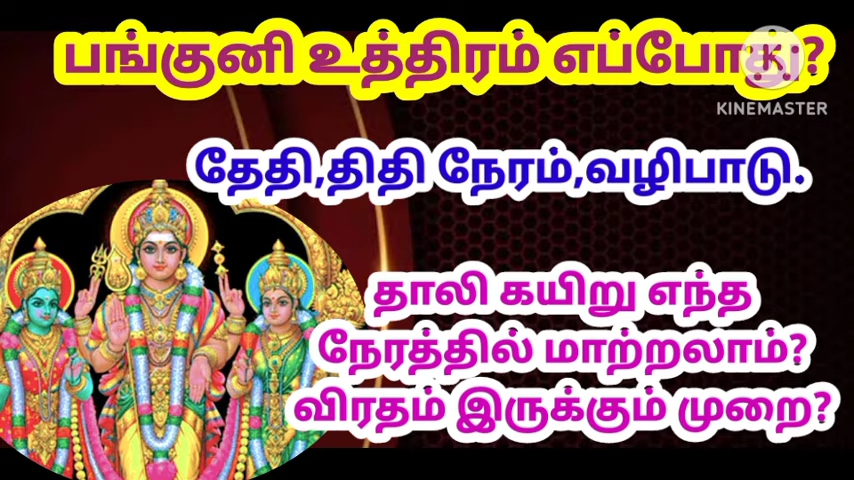 பங்குனி உத்திரம் எப்போது?
KINEMASTER
தேதி,திதி நேரம்,வழிபாடு.
தாலி கயிறு எந்த
நேரத்தில் மாற்றலாம்?
விரதம் இருக்கும் முறை?